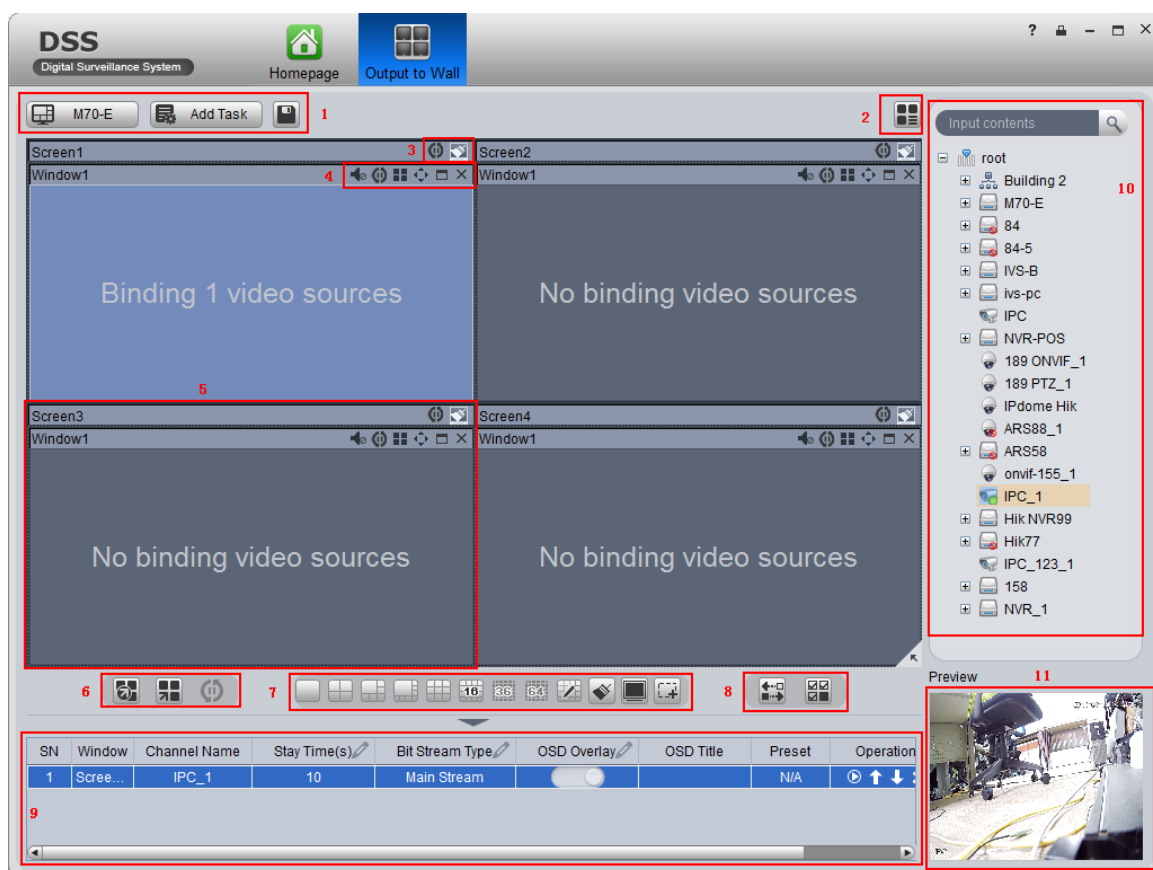 DSS
Digital Surveillance System
Homepage
Output to Wall
?
M70-E
Add Task
1
2
Input contents
Screen1
3
Screen2
Window1
4
Window1
Binding 1 video sources
No binding video sources
5
Screen3
Screen4
Window1
Window1
No binding video sources
No binding video sources
root
Building 2
10
M70-E
84
84-5
IVS-B
ivs-pc
IPC
NVR-POS
189 ONVIF_1
189 PTZ_1
IPdome Hik
ARS88_1
ARS58
onvif-155_1
IPC_1
Hik NVR99
Hik77
IPC_123_1
158
NVR_1
6
7
16
36
64
8
Preview
11
SN Window Channel Name Stay Time(s) Bit Stream Type OSD Overlay OSD Title Preset Operation
1 Scree... IPC_1 10 Main Stream N/A
9